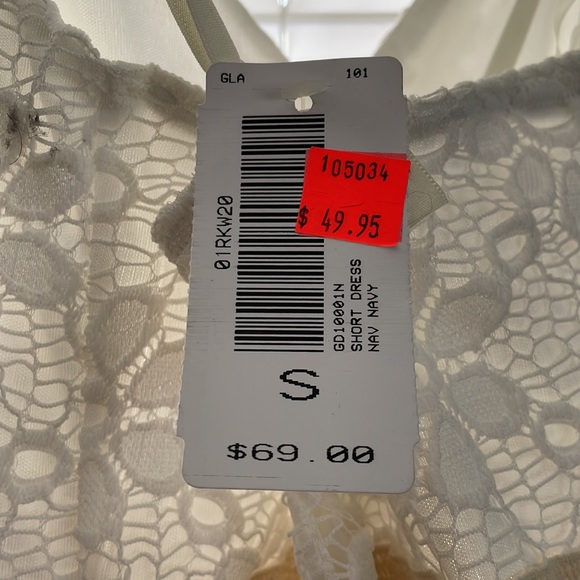 GLA 101
105034
$ 49.95
01RKW20
GD10001N
SHORT DRESS
NAV NAVY
S
$69.00